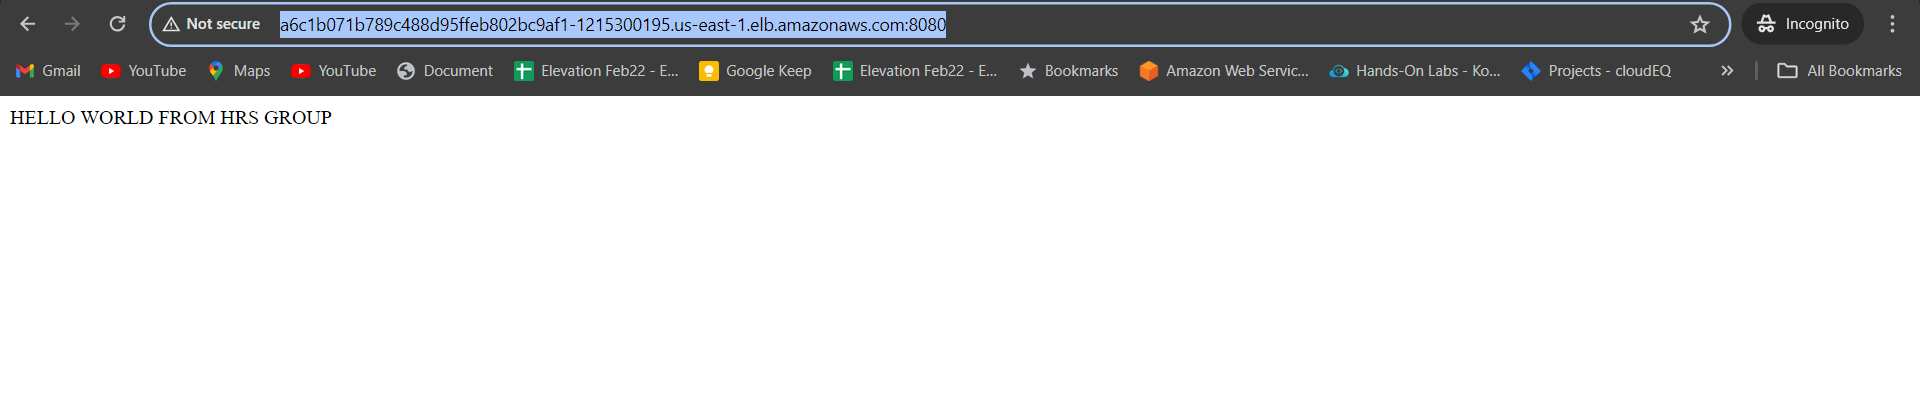 Not secure a6c1b071b789c488d95ffeb802bc9af1-1215300195.us-east-1.elb.amazonaws.com:8080 Incognito
Gmail YouTube Maps YouTube Document Elevation Feb22 - E... Google Keep Elevation Feb22 - E... Bookmarks Amazon Web Servic... Hands-On Labs - Ko... Projects - cloudEQ » All Bookmarks
HELLO WORLD FROM HRS GROUP